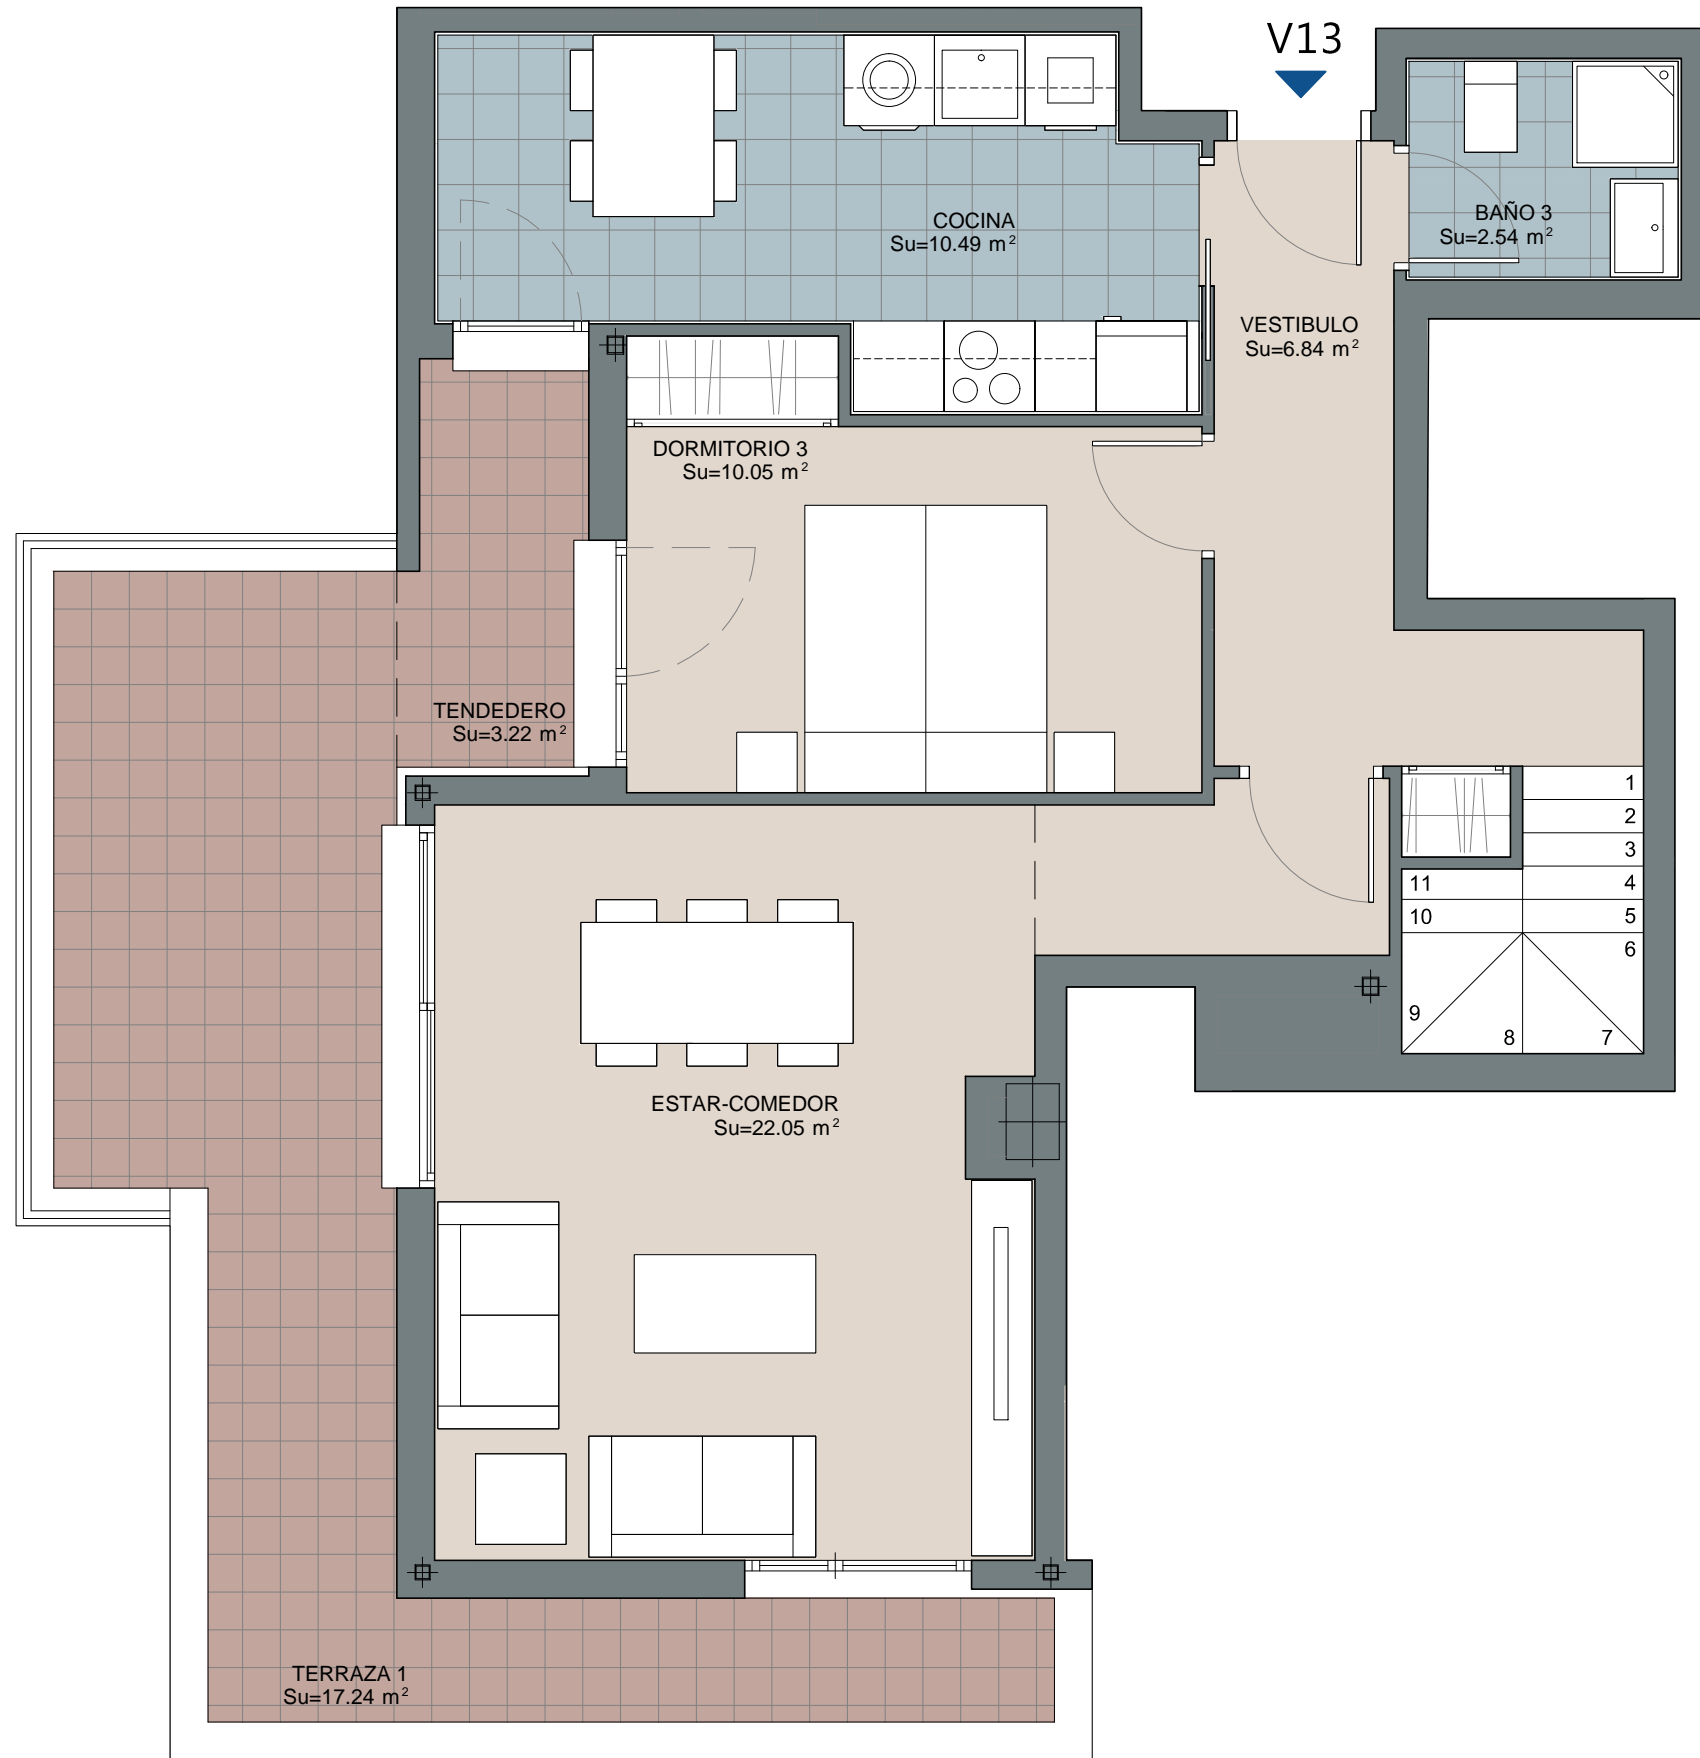 V13
COCINA
Su=10.49 m²
BAÑO 3
Su=2.54 m²
VESTIBULO
Su=6.84 m²
DORMITORIO 3
Su=10.05 m²
TENDEDERO
Su=3.22 m²
1
2
3
4
5
6
7
8
9
10
11
ESTAR-COMEDOR
Su=22.05 m²
TERRAZA 1
Su=17.24 m²